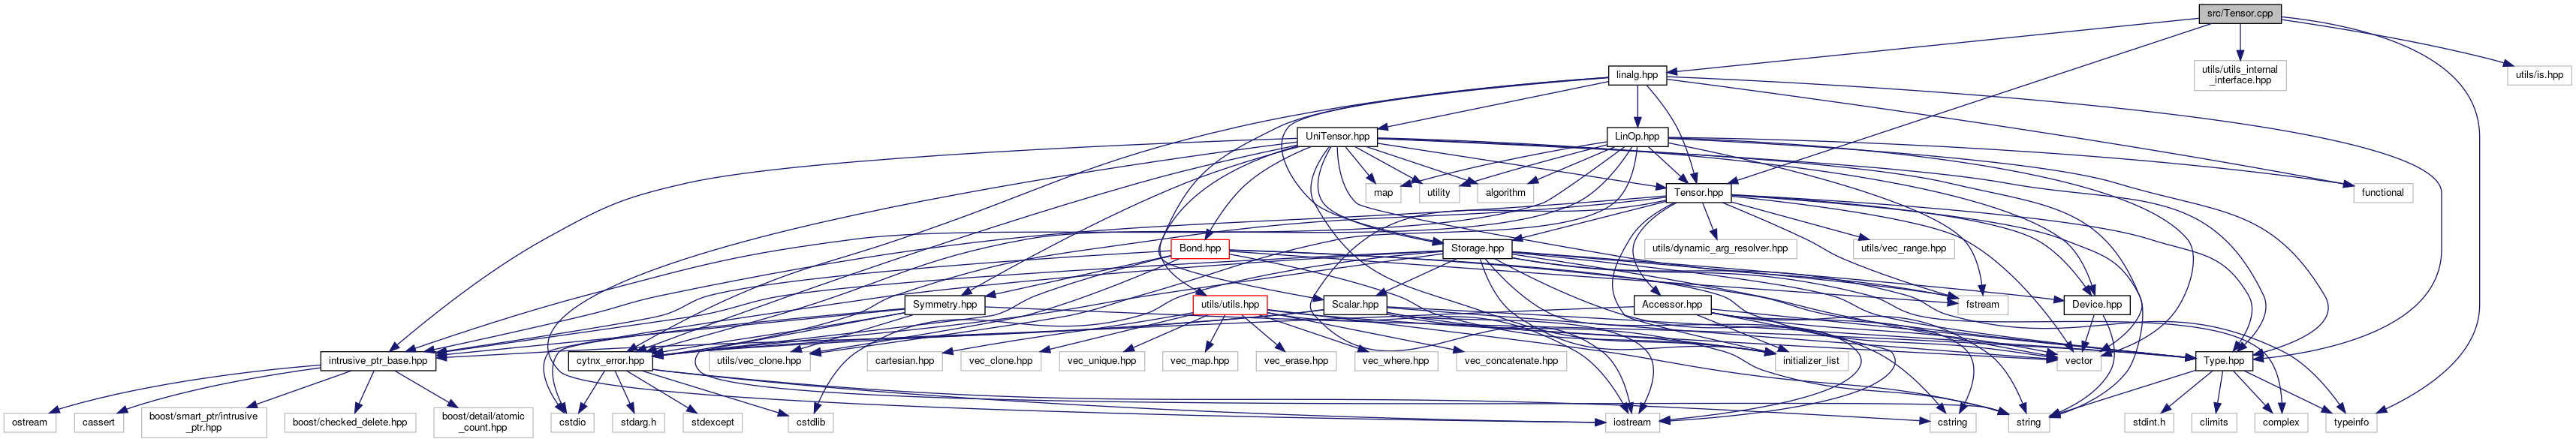 src/Tensor.cpp
linalg.hpp
utils/utils_internal
_interface.hpp
utils/is.hpp
UniTensor.hpp
LinOp.hpp
map
utility
algorithm
Tensor.hpp
functional
Bond.hpp
Storage.hpp
utils/dynamic_arg_resolver.hpp
utils/vec_range.hpp
Symmetry.hpp
utils/utils.hpp
Scalar.hpp
Accessor.hpp
fstream
Device.hpp
intrusive_ptr_base.hpp
cytnx_error.hpp
utils/vec_clone.hpp
cartesian.hpp
vec_clone.hpp
vec_unique.hpp
vec_map.hpp
vec_erase.hpp
vec_where.hpp
vec_concatenate.hpp
initializer_list
vector
Type.hpp
ostream
cassert
boost/smart_ptr/intrusive
_ptr.hpp
boost/checked_delete.hpp
boost/detail/atomic
_count.hpp
cstdio
stdarg.h
stdexcept
cstdlib
iostream
cstring
string
stdint.h
climits
complex
typeinfo